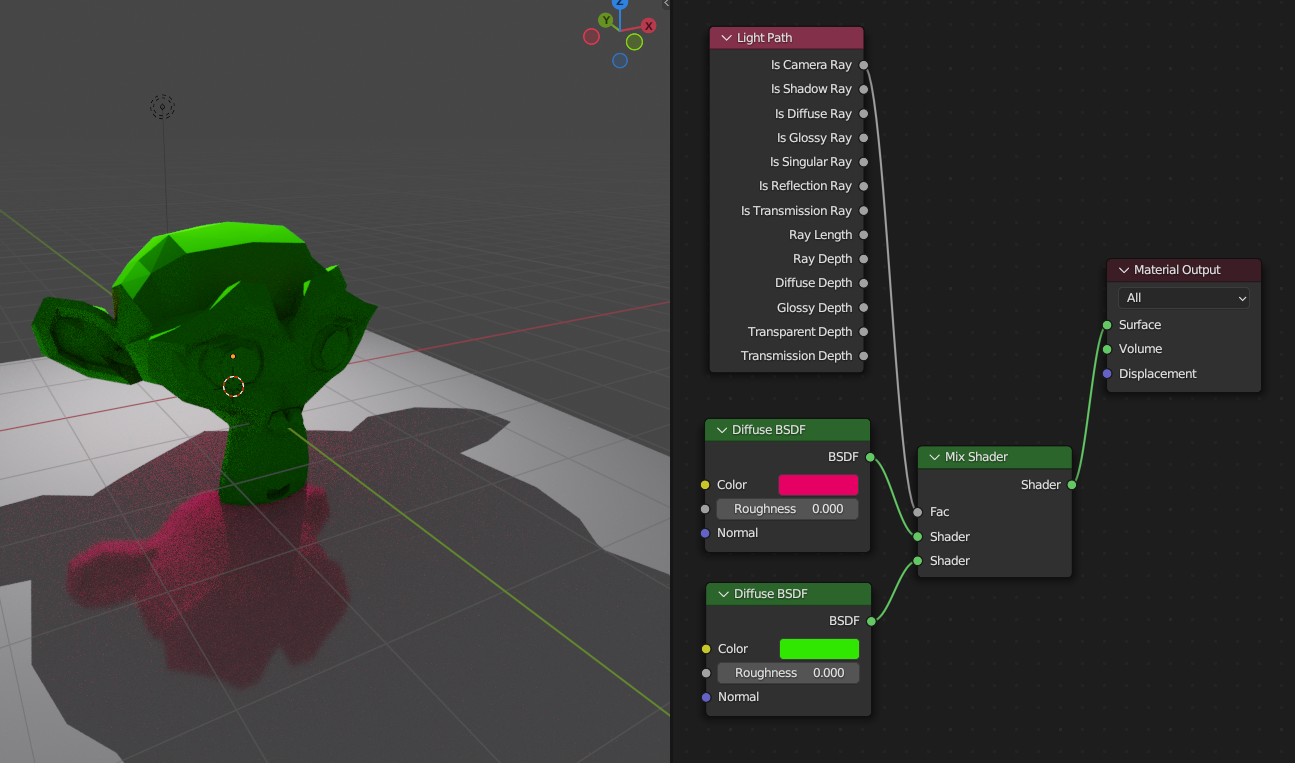 Z
Y
X
Light Path
Is Camera Ray
Is Shadow Ray
Is Diffuse Ray
Is Glossy Ray
Is Singular Ray
Is Reflection Ray
Is Transmission Ray
Ray Length
Ray Depth
Diffuse Depth
Glossy Depth
Transparent Depth
Transmission Depth
Diffuse BSDF
BSDF
Color
Roughness 0.000
Normal
Diffuse BSDF
BSDF
Color
Roughness 0.000
Normal
Mix Shader
Shader
Fac
Shader
Shader
Material Output
All
Surface
Volume
Displacement